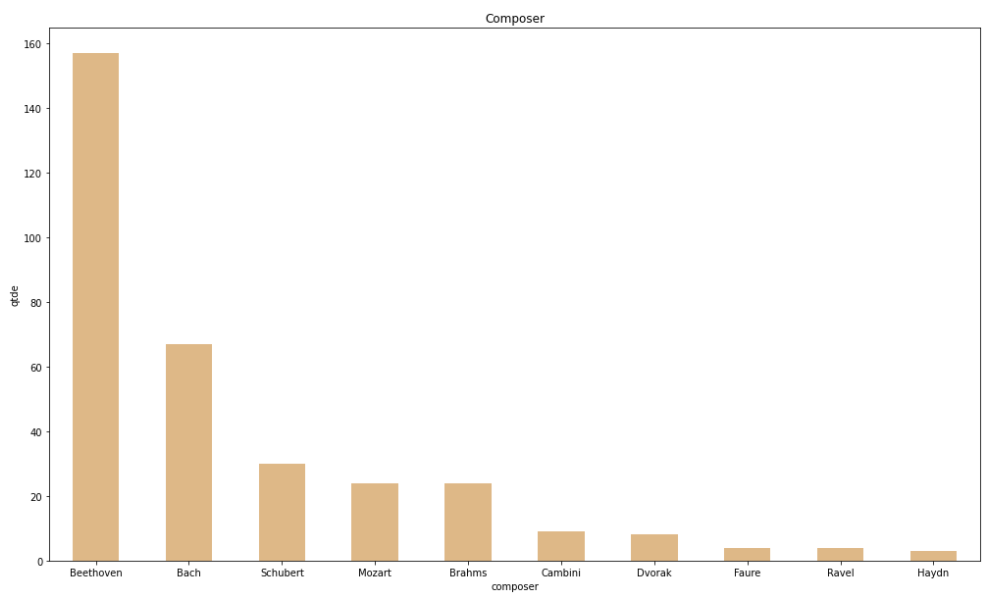 Composer
160
140
120
100
80
60
40
20
0
qtde
Beethoven Bach Schubert Mozart Brahms Cambini Dvorak Faure Ravel Haydn
composer